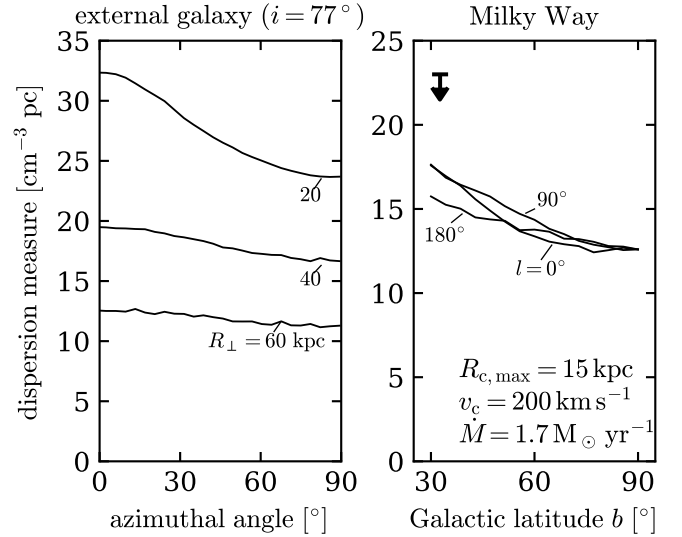 external galaxy (i = 77°)
35
30
25
20
15
10
5
0
0 30 60 90
dispersion measure [cm⁻³ pc]
azimuthal angle [°]
20
40
R⊥ = 60 kpc
Milky Way
25
20
15
10
5
0
30 60 90
Galactic latitude b [°]
90°
180°
l = 0°
R_c,max = 15 kpc
v_c = 200 km s⁻¹
Ṁ = 1.7 M⊙ yr⁻¹